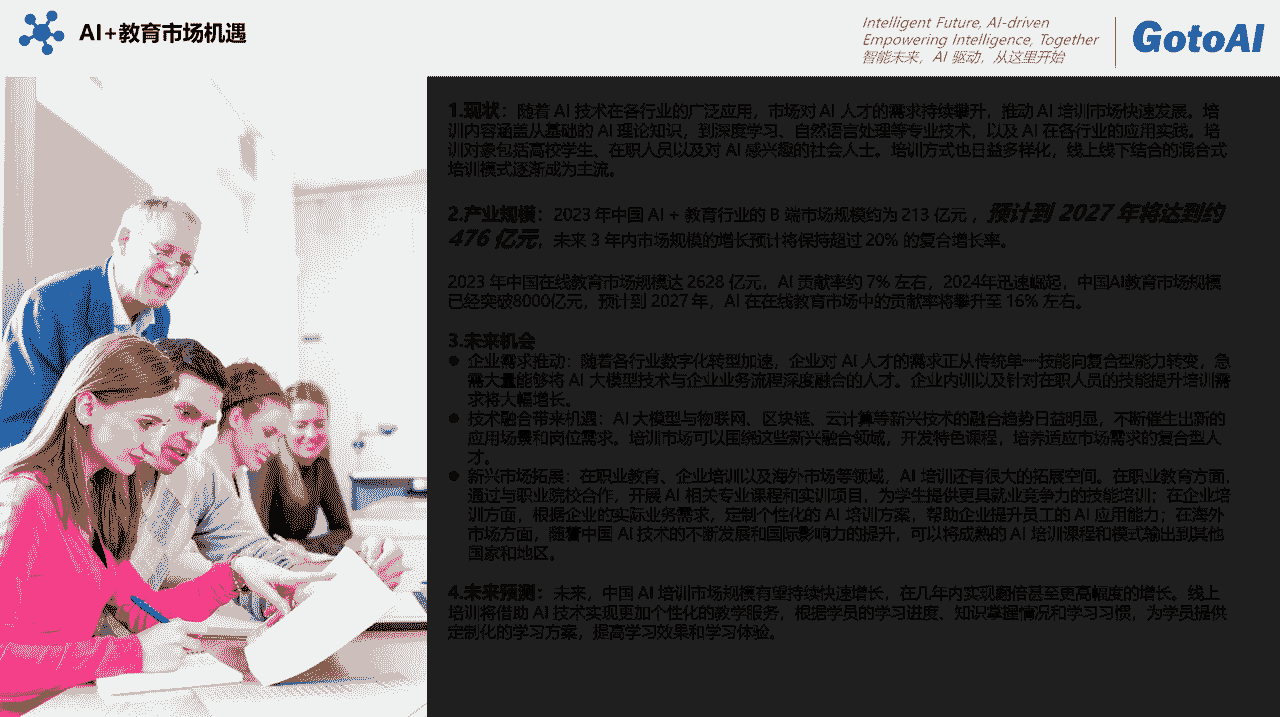 AI+教育市场机遇
Intelligent Future, AI-driven
Empowering Intelligence, Together
智能未来，AI 驱动，从这里开始
GotoAI
1.现状：随着 AI 技术在各行业的广泛应用，市场对 AI 人才的需求持续攀升，推动 AI 培训市场快速发展。培
训内容涵盖从基础的 AI 理论知识，到深度学习、自然语言处理等专业技术，以及 AI 在各行业的应用实践。培
训对象包括高校学生、在职人员以及对 AI 感兴趣的社会人士。培训方式也日益多样化，线上线下结合的混合式
培训模式逐渐成为主流。
2.产业规模：2023 年中国 AI + 教育行业的 B 端市场规模约为 213 亿元 ，预计到 2027 年将达到约
476 亿元，未来 3 年内市场规模的增长预计将保持超过 20% 的复合增长率。
2023 年中国在线教育市场规模达 2628 亿元，AI 贡献率约 7% 左右，2024年迅速崛起，中国AI教育市场规模
已经突破8000亿元，预计到 2027 年，AI 在在线教育市场中的贡献率将攀升至 16% 左右。
3.未来机会
● 企业需求推动：随着各行业数字化转型加速，企业对 AI 人才的需求正从传统单一技能向复合型能力转变，急
需大量能够将 AI 大模型技术与企业业务流程深度融合的人才。企业内训以及针对在职人员的技能提升培训需
求将大幅增长。
● 技术融合带来机遇：AI 大模型与物联网、区块链、云计算等新兴技术的融合趋势日益明显，不断催生出新的
应用场景和岗位需求。培训市场可以围绕这些新兴融合领域，开发特色课程，培养适应市场需求的复合型人
才。
● 新兴市场拓展：在职业教育、企业培训以及海外市场等领域，AI 培训还有很大的拓展空间。在职业教育方面，
通过与职业院校合作，开展 AI 相关专业课程和实训项目，为学生提供更具就业竞争力的技能培训；在企业培
训方面，根据企业的实际业务需求，定制个性化的 AI 培训方案，帮助企业提升员工的 AI 应用能力；在海外
市场方面，随着中国 AI 技术的不断发展和国际影响力的提升，可以将成熟的 AI 培训课程和模式输出到其他
国家和地区。
4.未来预测：未来，中国 AI 培训市场规模有望持续快速增长，在几年内实现翻倍甚至更高幅度的增长。线上
培训将借助 AI 技术实现更加个性化的教学服务，根据学员的学习进度、知识掌握情况和学习习惯，为学员提供
定制化的学习方案，提高学习效果和学习体验。